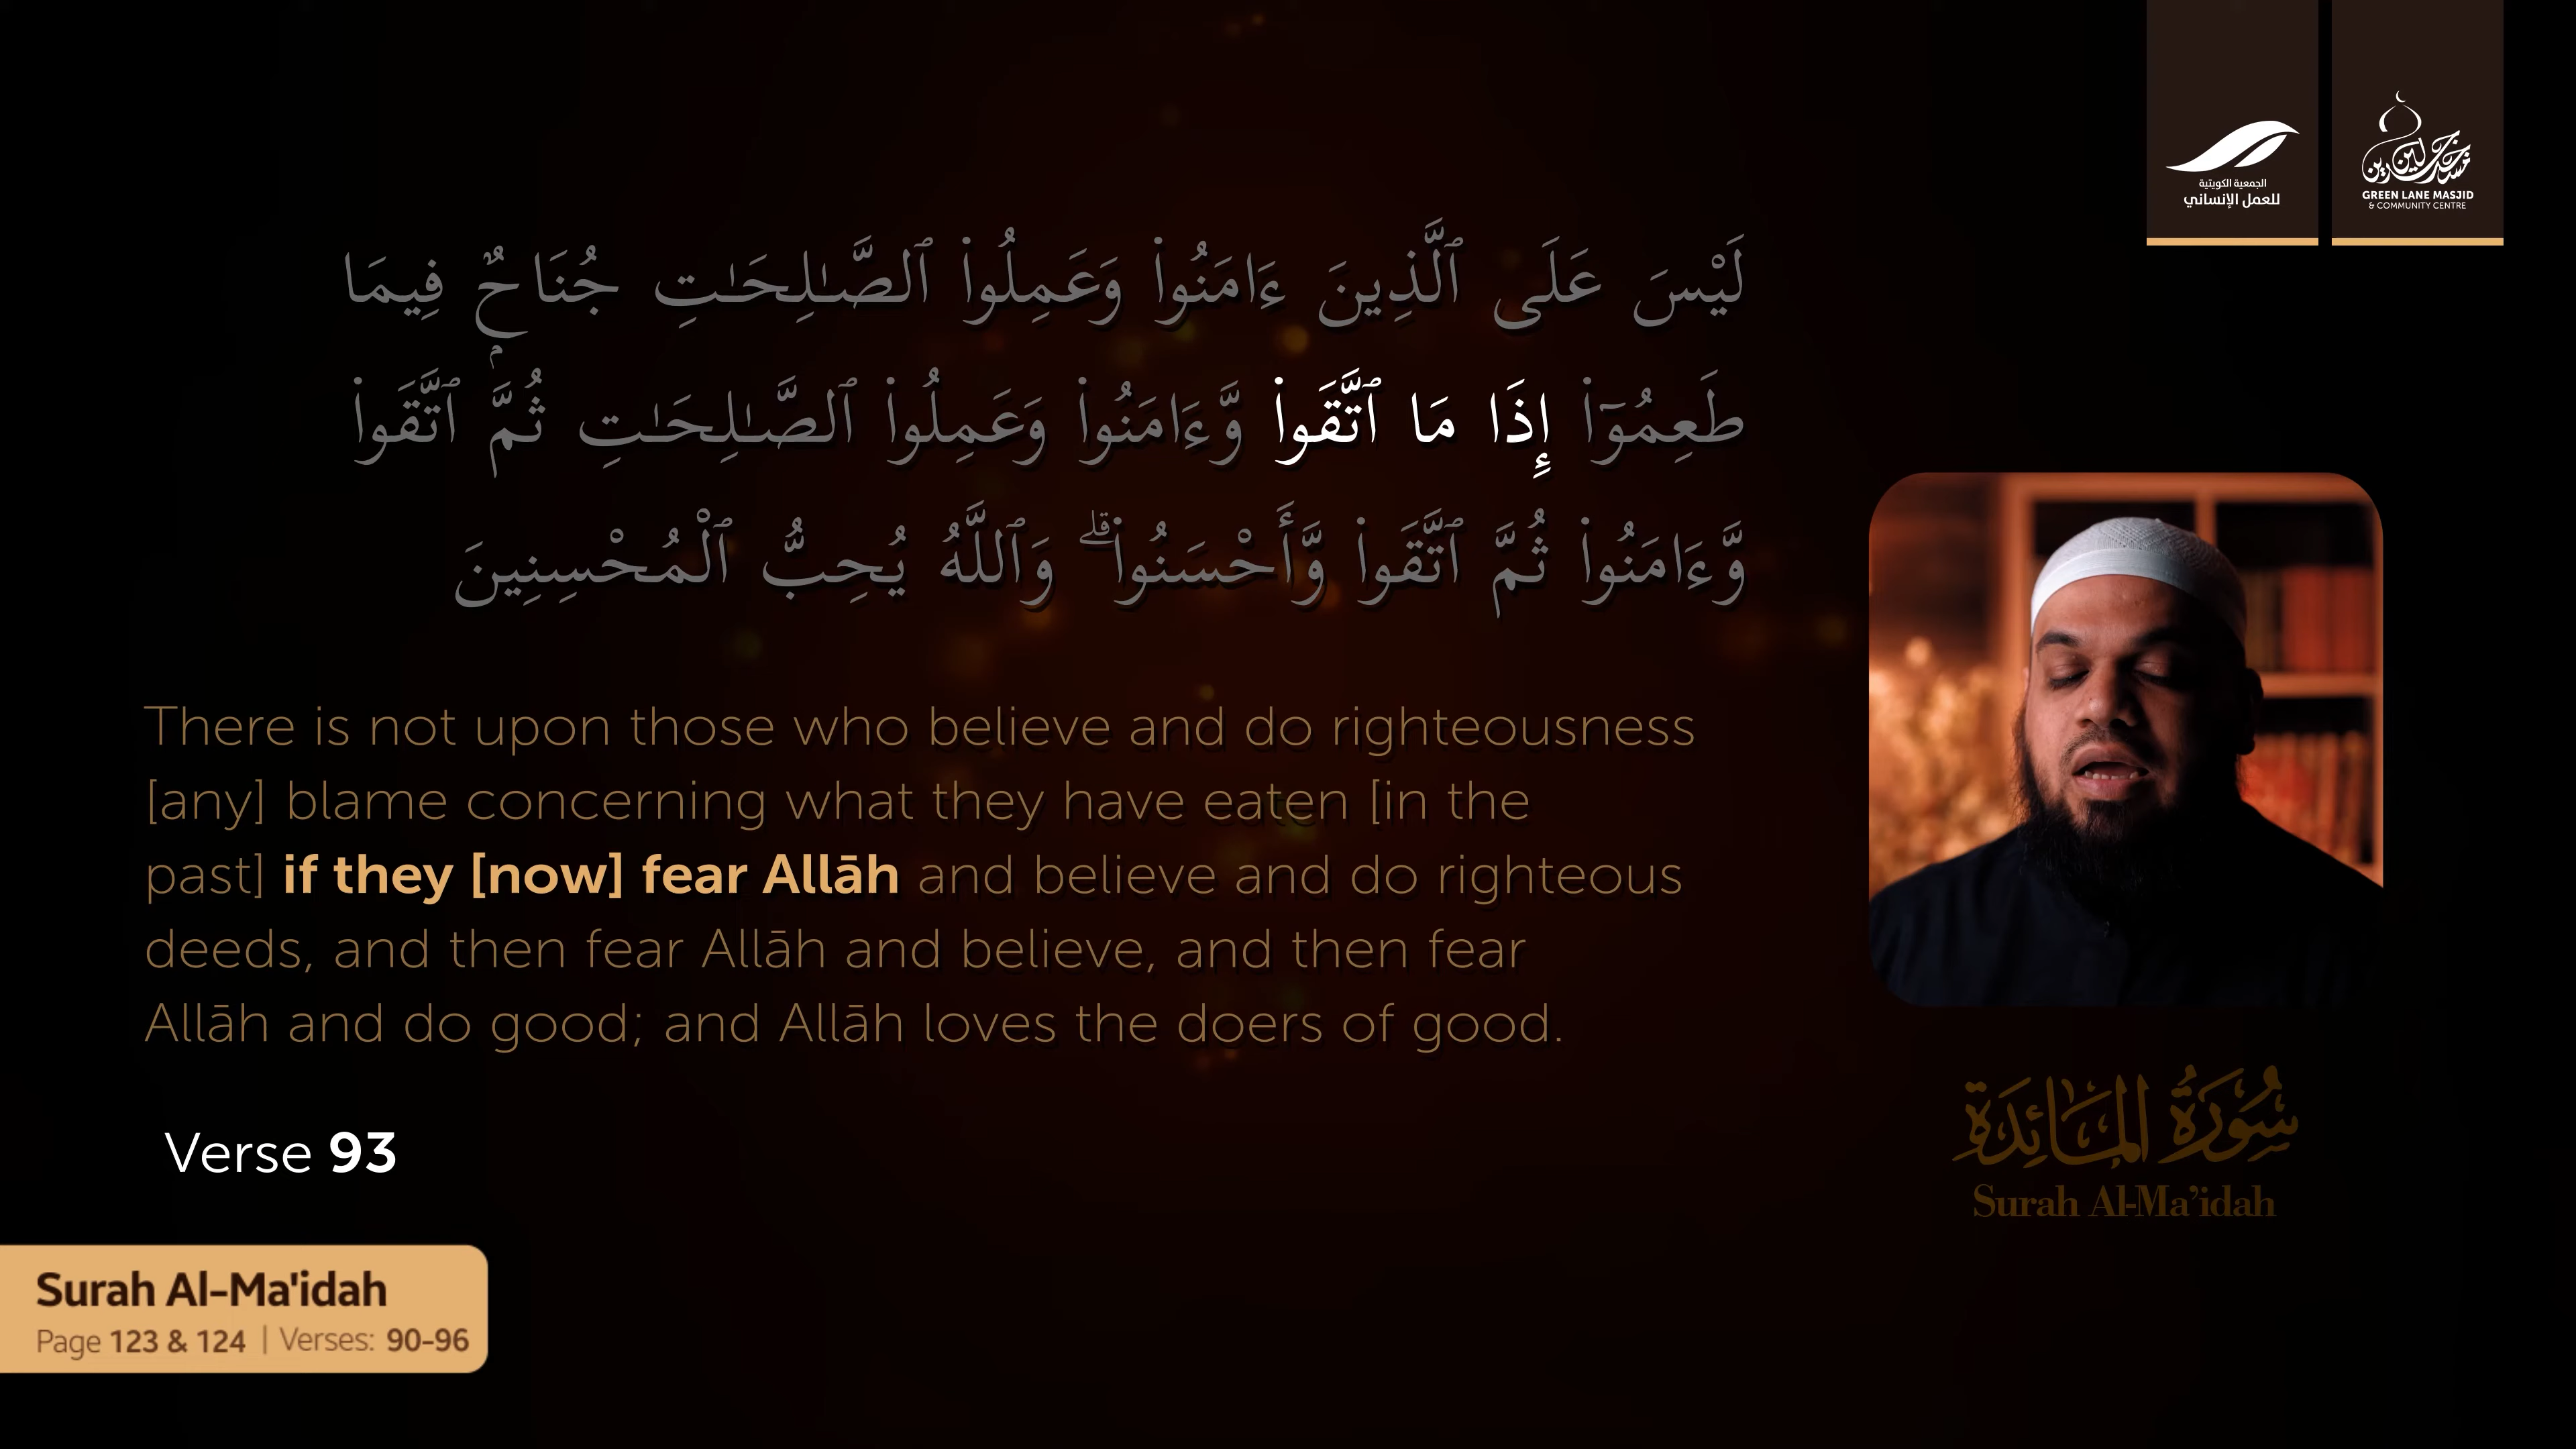 الجمعية الكويتية
للعمل الإنساني
مسجد جرين لين
GREEN LANE MASJID
& COMMUNITY CENTRE
لَيْسَ عَلَى ٱلَّذِينَ ءَامَنُوا۟ وَعَمِلُوا۟ ٱلصَّـٰلِحَـٰتِ جُنَاحٌ فِيمَا
طَعِمُوٓا۟ إِذَا مَا ٱتَّقَوا۟ وَّءَامَنُوا۟ وَعَمِلُوا۟ ٱلصَّـٰلِحَـٰتِ ثُمَّ ٱتَّقَوا۟
وَّءَامَنُوا۟ ثُمَّ ٱتَّقَوا۟ وَّأَحْسَنُوا۟ ۗ وَٱللَّهُ يُحِبُّ ٱلْمُحْسِنِينَ
There is not upon those who believe and do righteousness
[any] blame concerning what they have eaten [in the
past] if they [now] fear Allāh and believe and do righteous
deeds, and then fear Allāh and believe, and then fear
Allāh and do good; and Allāh loves the doers of good.
Verse 93
سُورَةُ المَائِدَةِ
Surah Al-Ma’idah
Surah Al-Ma'idah
Page 123 & 124 | Verses: 90-96